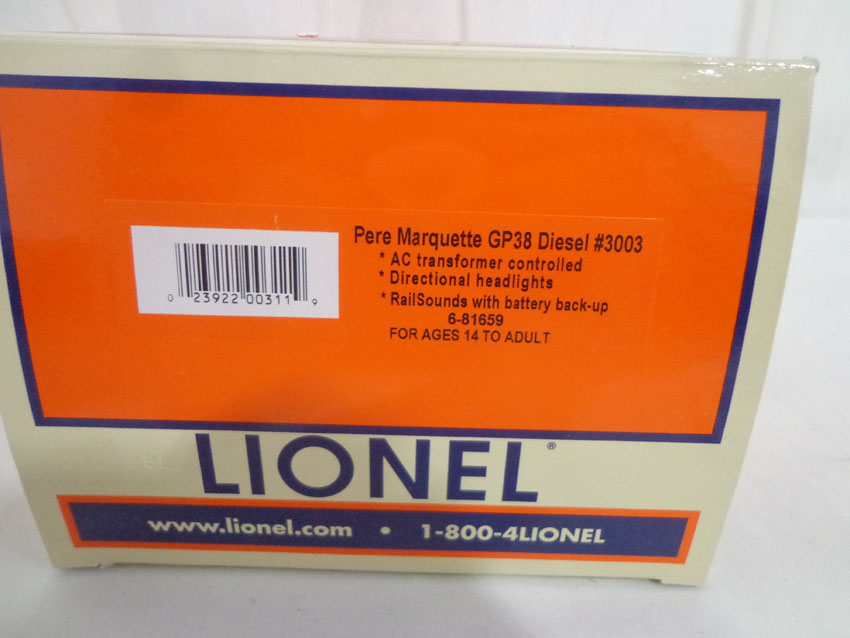 Pere Marquette GP38 Diesel #3003
* AC transformer controlled
* Directional headlights
* RailSounds with battery back-up
6-81659
FOR AGES 14 TO ADULT
0 23922 00311 9
LIONEL®
www.lionel.com • 1-800-4LIONEL